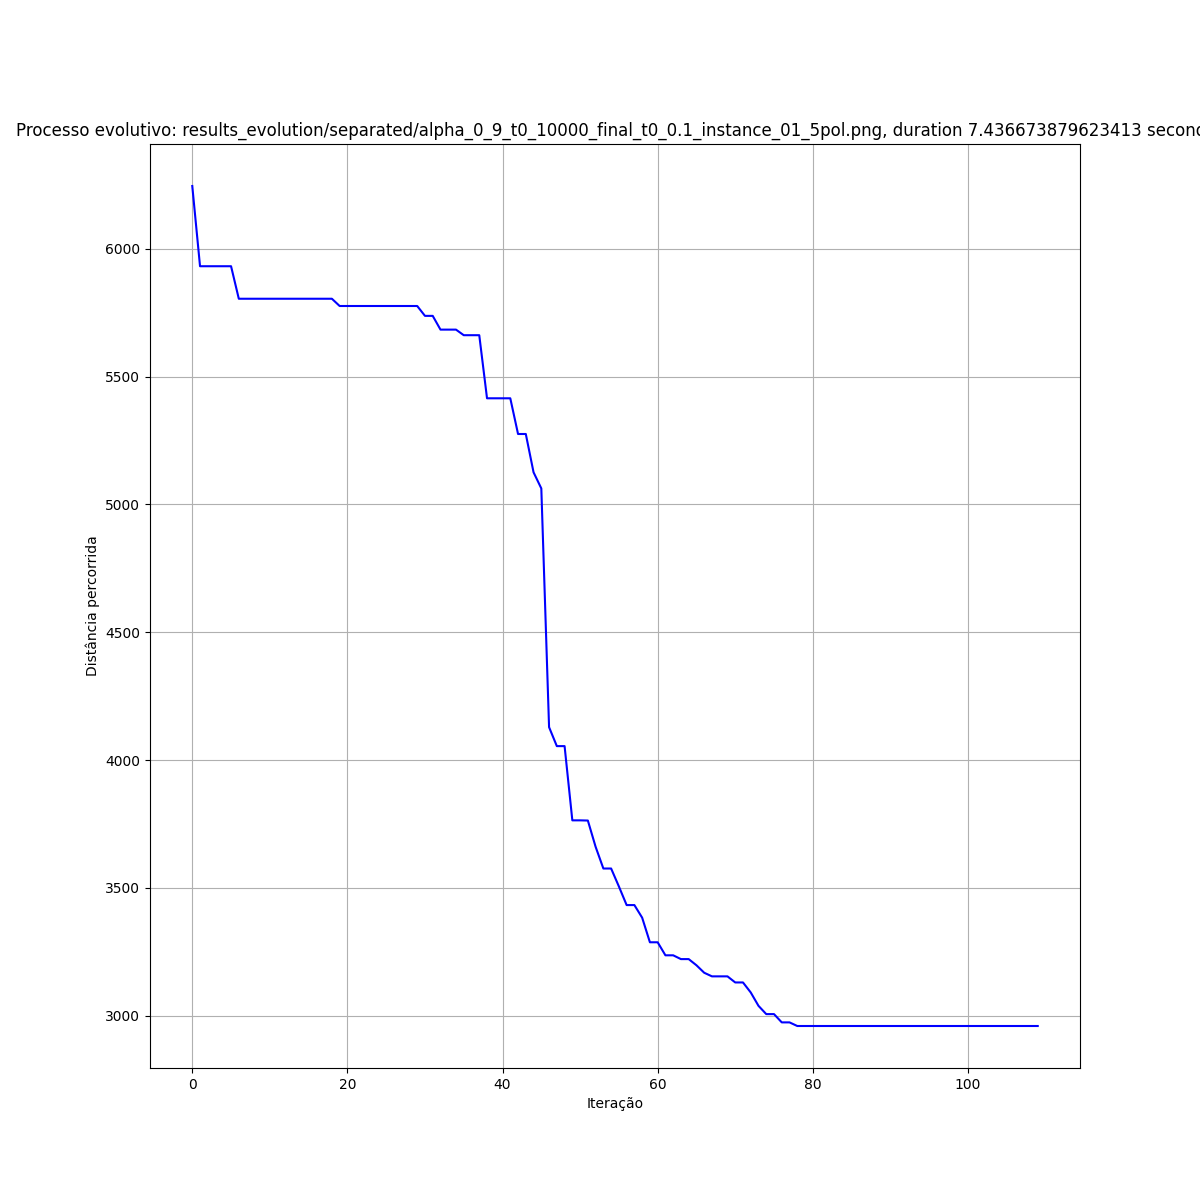 Processo evolutivo: results_evolution/separated/alpha_0_9_t0_10000_final_t0_0.1_instance_01_5pol.png, duration 7.436673879623413 secon
6000
5500
5000
4500
4000
3500
3000
Distância percorrida
0 20 40 60 80 100
Iteração